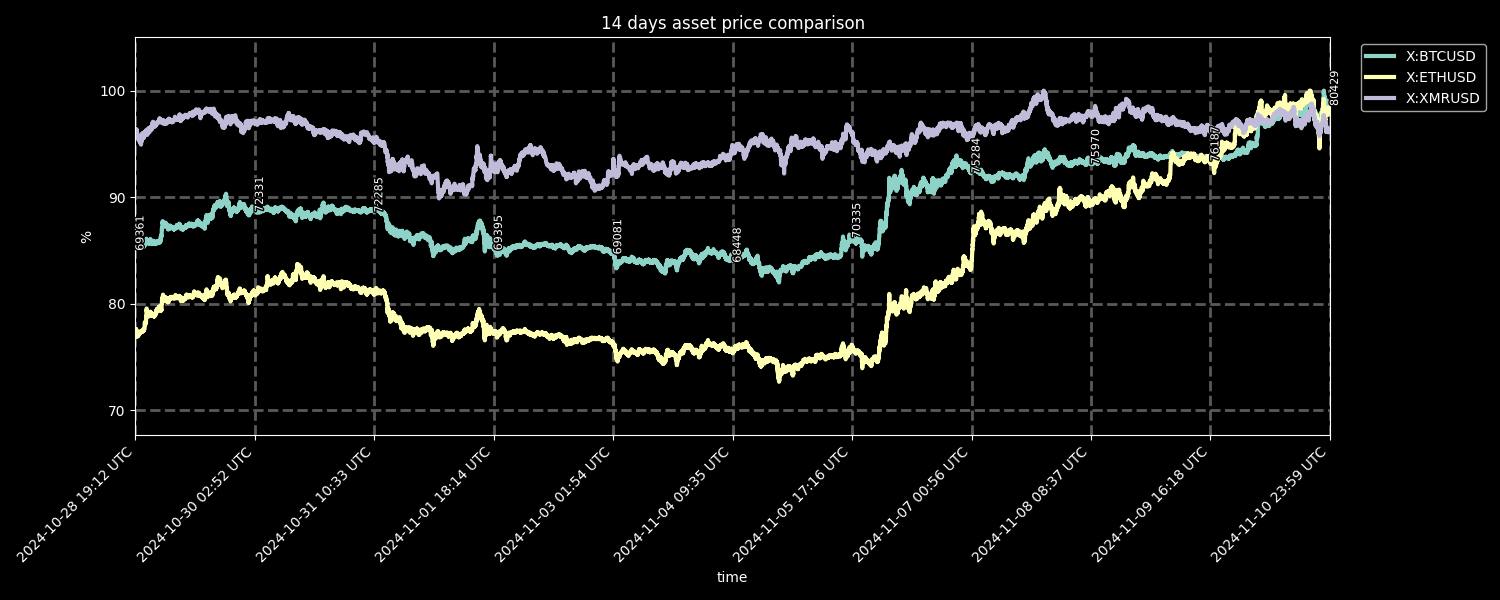 14 days asset price comparison
X:BTCUSD
X:ETHUSD
X:XMRUSD
%
100
90
80
70
69361
72331
72285
69395
69081
68448
70335
75284
75970
76187
80429
2024-10-28 19:12 UTC
2024-10-30 02:52 UTC
2024-10-31 10:33 UTC
2024-11-01 18:14 UTC
2024-11-03 01:54 UTC
2024-11-04 09:35 UTC
2024-11-05 17:16 UTC
2024-11-07 00:56 UTC
2024-11-08 08:37 UTC
2024-11-09 16:18 UTC
2024-11-10 23:59 UTC
time